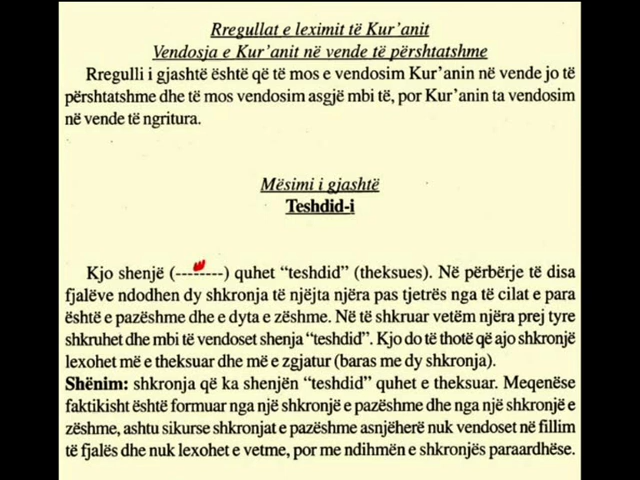 Rregullat e leximit të Kur’anit
Vendosja e Kur’anit në vende të përshtatshme
Rregulli i gjashtë është që të mos e vendosim Kur’anin në vende jo të
përshtatshme dhe të mos vendosim asgjë mbi të, por Kur’anin ta vendosim
në vende të ngritura.
Mësimi i gjashtë
Teshdid-i
Kjo shenjë (--------) quhet “teshdid” (theksues). Në përbërje të disa
fjalëve ndodhen dy shkronja të njëjta njëra pas tjetrës nga të cilat e para
është e pazëshme dhe e dyta e zëshme. Në të shkruar vetëm njëra prej tyre
shkruhet dhe mbi të vendoset shenja “teshdid”. Kjo do të thotë që ajo shkronjë
lexohet më e theksuar dhe më e zgjatur (baras me dy shkronja).
Shënim: shkronja që ka shenjën “teshdid” quhet e theksuar. Meqenëse
faktikisht është formuar nga një shkronjë e pazëshme dhe nga një shkronjë e
zëshme, ashtu sikurse shkronjat e pazëshme asnjëherë nuk vendoset në fillim
të fjalës dhe nuk lexohet e vetme, por me ndihmën e shkronjës paraardhëse.